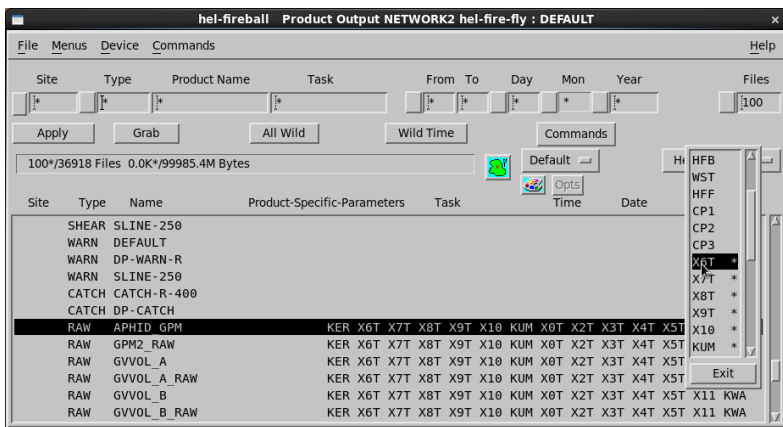 hel-fireball Product Output NETWORK2 hel-fire-fly : DEFAULT
File Menus Device Commands Help
Site Type Product Name Task From To Day Mon Year Files
* * * * * * * * * 100
Apply Grab All Wild Wild Time Commands
100*/36918 Files 0.0K*/99985.4M Bytes
Default He
Opts
Site Type Name Product-Specific-Parameters Task Time Date
SHEAR SLINE-250
WARN DEFAULT
WARN DP-WARN-R
WARN SLINE-250
CATCH CATCH-R-400
CATCH DP-CATCH
RAW APHID_GPM KER X6T X7T X8T X9T X10 KUM X0T X2T X3T X4T X5T
RAW GPM2_RAW KER X6T X7T X8T X9T X10 KUM X0T X2T X3T X4T X5T
RAW GVVOL_A KER X6T X7T X8T X9T X10 KUM X0T X2T X3T X4T X5T
RAW GVVOL_A_RAW KER X6T X7T X8T X9T X10 KUM X0T X2T X3T X4T X5T
RAW GVVOL_B KER X6T X7T X8T X9T X10 KUM X0T X2T X3T X4T X5T X11 KWA
RAW GVVOL_B_RAW KER X6T X7T X8T X9T X10 KUM X0T X2T X3T X4T X5T X11 KWA
HFB
WST
HFF
CP1
CP2
CP3
X6T *
X7T *
X8T *
X9T *
X10 *
KUM *
Exit